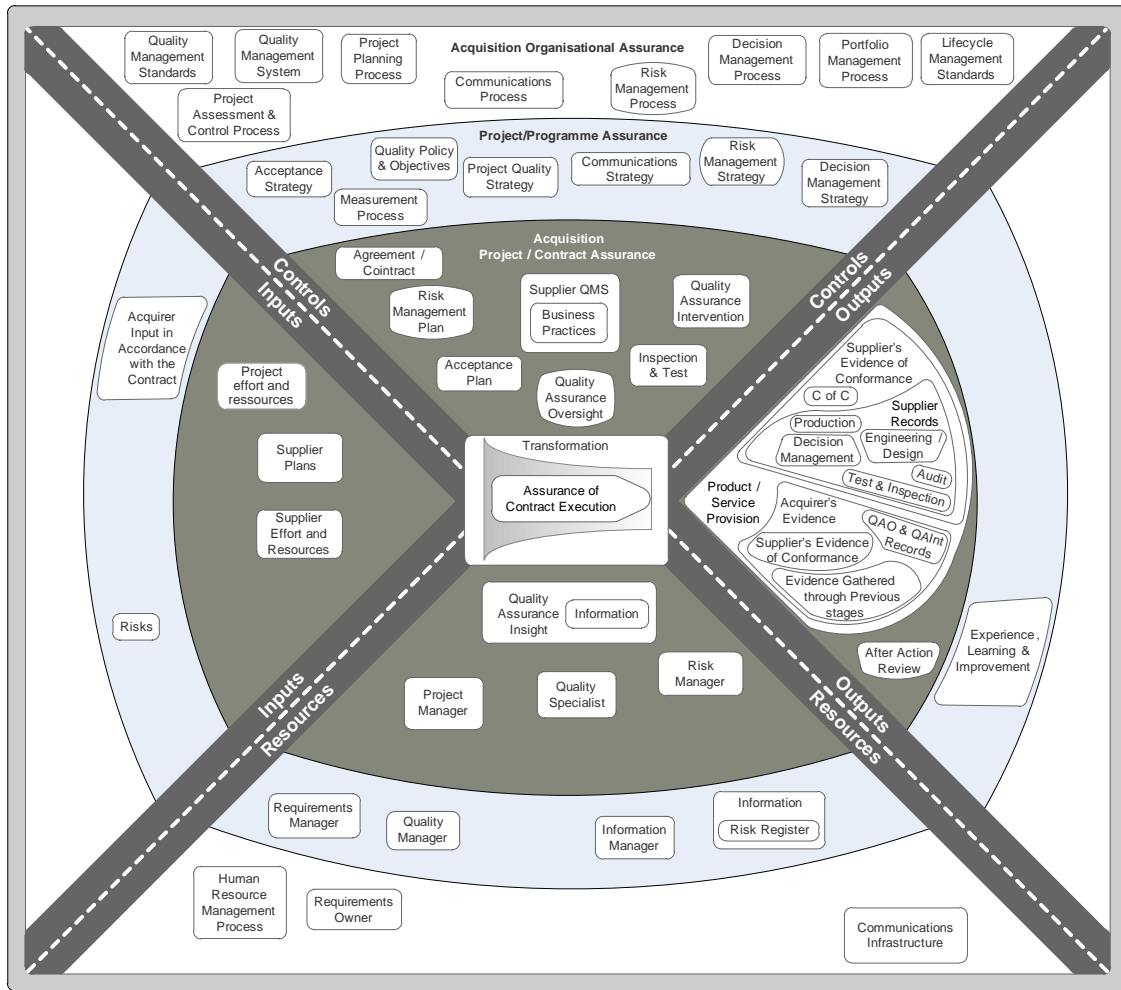 Quality
Management
Standards
Quality
Management
System
Project
Planning
Process
Acquisition Organisational Assurance
Decision
Management
Process
Portfolio
Management
Process
Lifecycle
Management
Standards
Communications
Process
Risk
Management
Process
Project
Assessment &
Control Process
Project/Programme Assurance
Acceptance
Strategy
Quality Policy
& Objectives
Project Quality
Strategy
Communications
Strategy
Risk
Management
Strategy
Decision
Management
Strategy
Measurement
Process
Acquisition
Project / Contract Assurance
Controls
Inputs
Controls
Outputs
Agreement /
Cointract
Risk
Management
Plan
Supplier QMS
Business
Practices
Quality
Assurance
Intervention
Acceptance
Plan
Quality
Assurance
Oversight
Inspection
& Test
Acquirer
Input in
Accordance
with the
Contract
Project
effort and
ressources
Supplier
Plans
Supplier
Effort and
Resources
Risks
Transformation
Assurance of
Contract Execution
Supplier's
Evidence of
Conformance
C of C
Supplier
Records
Production
Decision
Management
Engineering /
Design
Audit
Test & Inspection
Product /
Service
Provision
Acquirer's
Evidence
QAO & QAInt
Records
Supplier's Evidence
of Conformance
Evidence Gathered
through Previous
stages
After Action
Review
Experience,
Learning &
Improvement
Inputs
Resources
Outputs
Resources
Quality
Assurance
Insight
Information
Project
Manager
Quality
Specialist
Risk
Manager
Requirements
Manager
Quality
Manager
Information
Manager
Information
Risk Register
Human
Resource
Management
Process
Requirements
Owner
Communications
Infrastructure